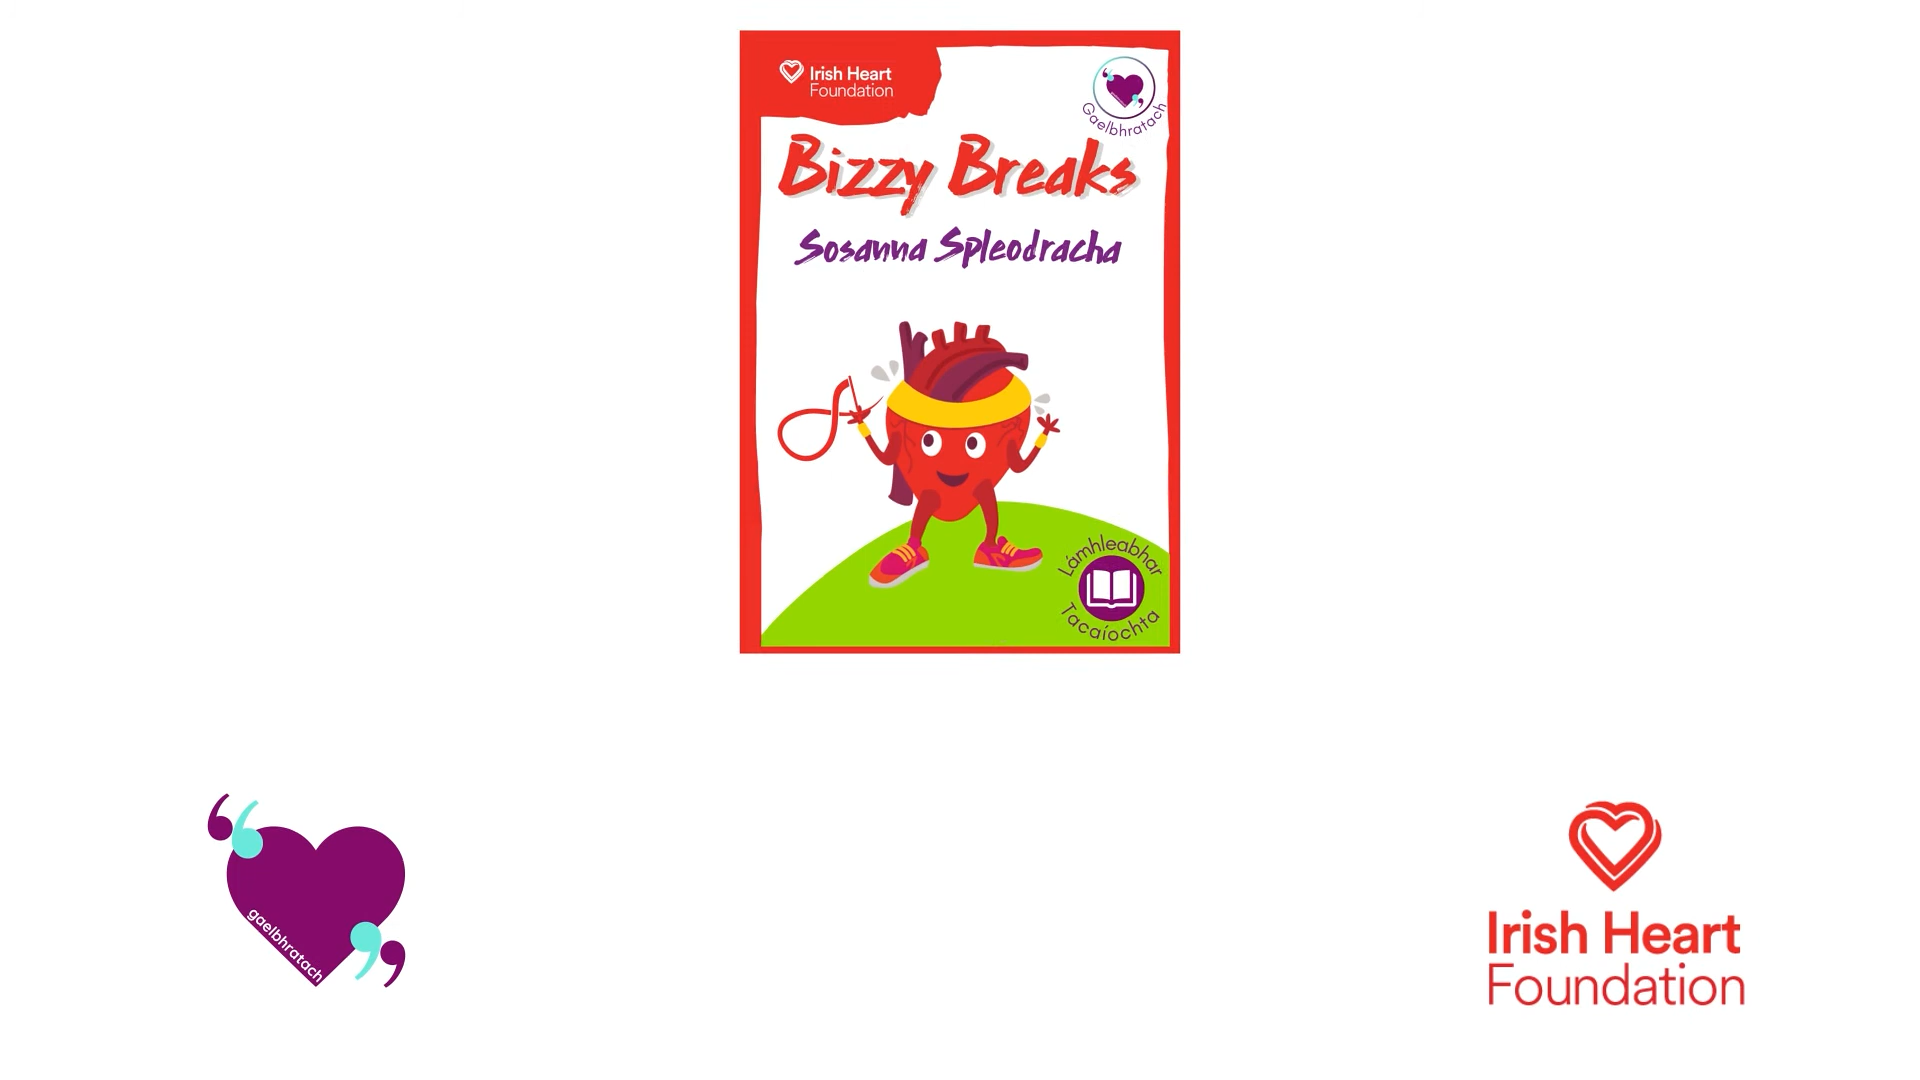 Irish Heart
Foundation
Gaelbhratach
Bizzy Breaks
Sosanna Spleodracha
Lámhleabhar
Tacaíochta
gaelbhratach
Irish Heart
Foundation